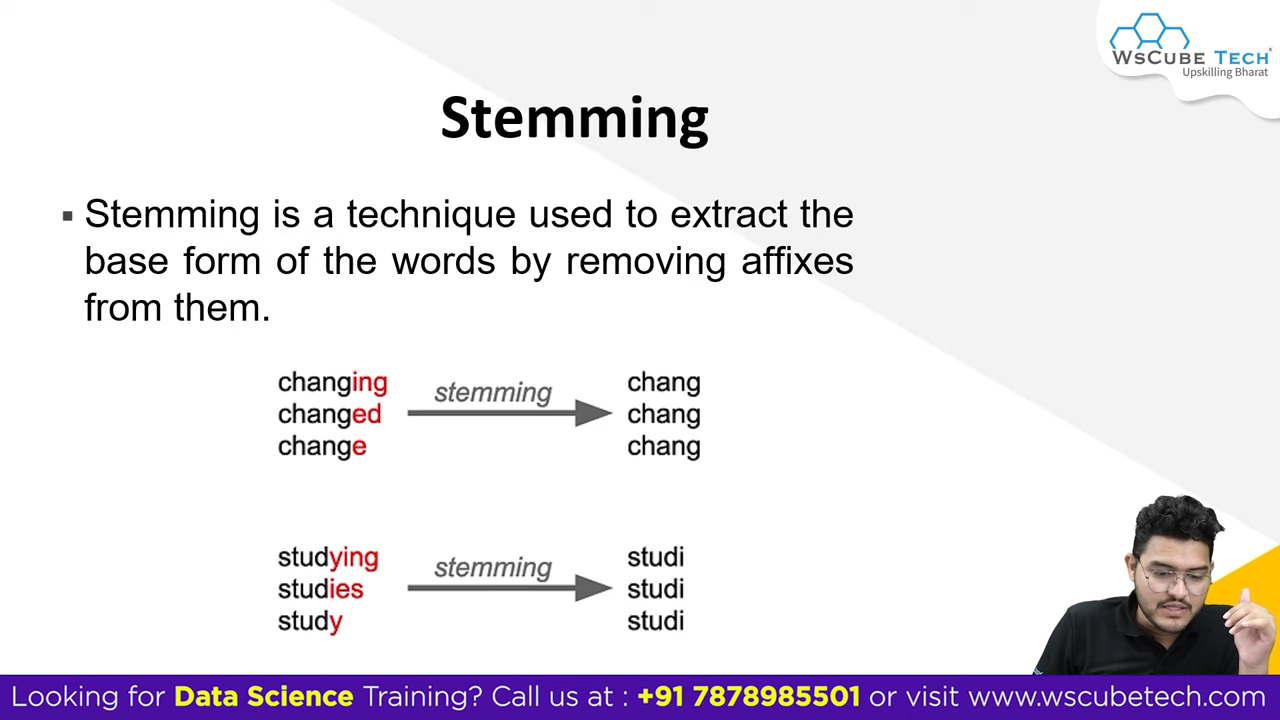 WsCube Tech
Upskilling Bharat
Stemming
▪ Stemming is a technique used to extract the
base form of the words by removing affixes
from them.
changing stemming chang
changed chang
change chang
studying stemming studi
studies studi
study studi
Looking for Data Science Training? Call us at : +91 7878985501 or visit www.wscubetech.com